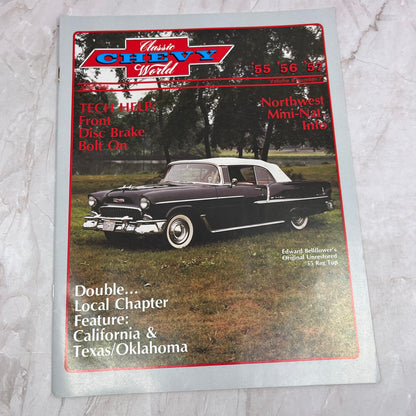 Classic
CHEVY
World
'55 '56 '57
TECH HELP:
Front
Disc Brake
Bolt On
Northwest
Mini-Nat.
Info
Edward Bellflower's
Original Unrestored
'55 Rag Top
Double...
Local Chapter
Feature:
California &
Texas/Oklahoma